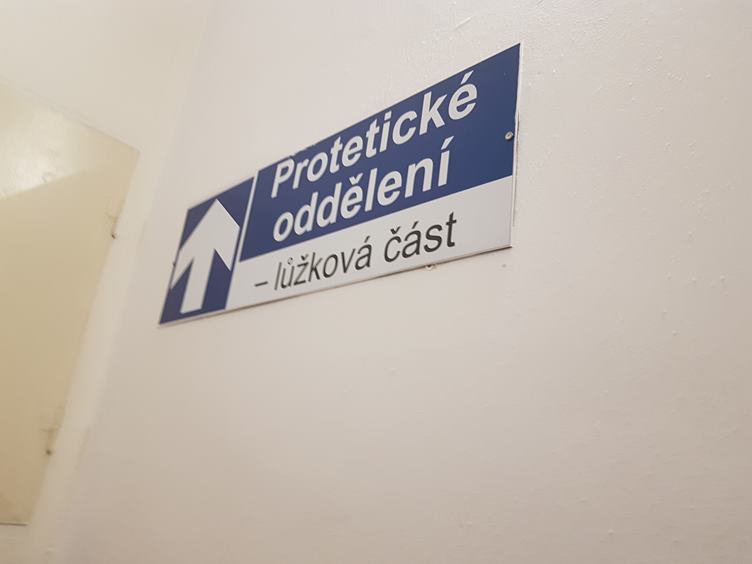 Protetické
oddělení
– lůžková část